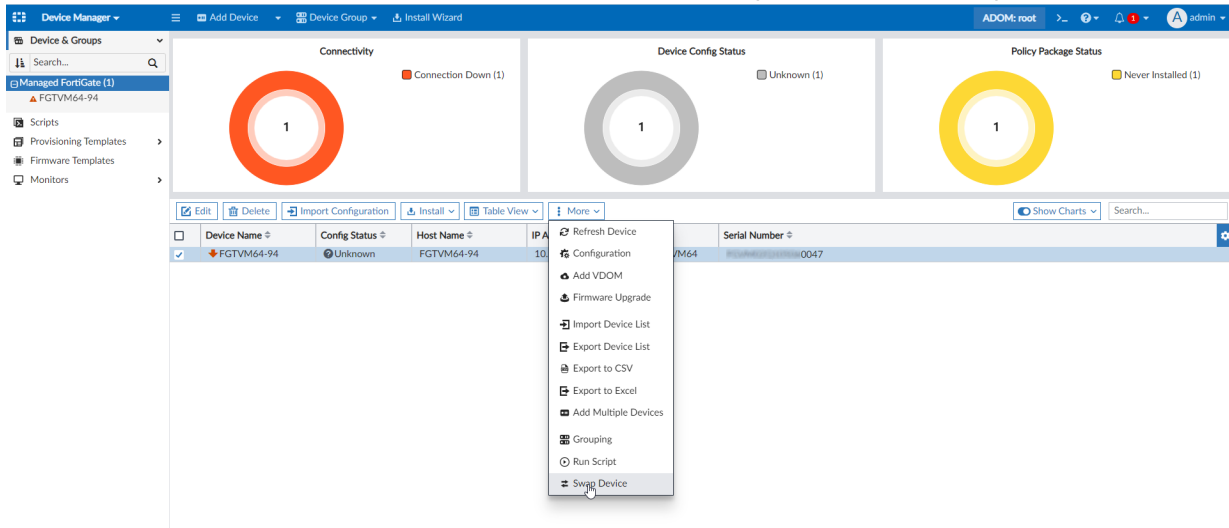 Device Manager
Add Device
Device Group
Install Wizard
ADOM: root
>_
?
1
A
admin
Device & Groups
Search...
Managed FortiGate (1)
FGTVM64-94
Scripts
Provisioning Templates
Firmware Templates
Monitors
Connectivity
Connection Down (1)
1
Device Config Status
Unknown (1)
1
Policy Package Status
Never Installed (1)
1
Edit
Delete
Import Configuration
Install
Table View
More
Show Charts
Search...
Device Name
Config Status
Host Name
IP A
Serial Number
FGTVM64-94
Unknown
FGTVM64-94
10.
/M64
0047
Refresh Device
Configuration
Add VDOM
Firmware Upgrade
Import Device List
Export Device List
Export to CSV
Export to Excel
Add Multiple Devices
Grouping
Run Script
Swap Device